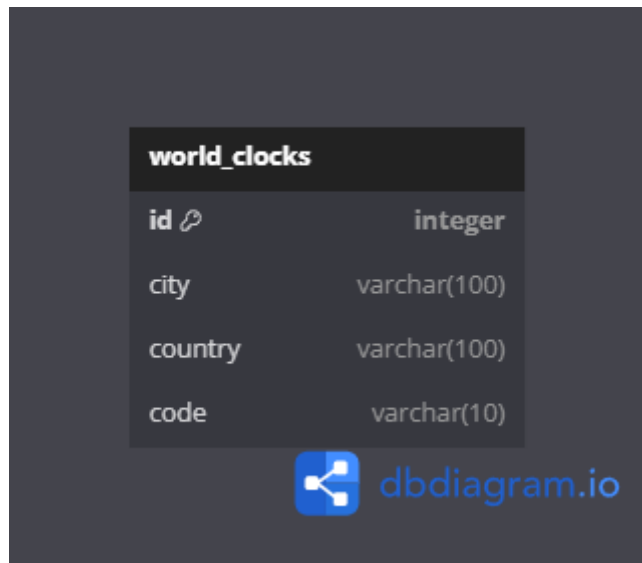 world_clocks
id integer
city varchar(100)
country varchar(100)
code varchar(10)
dbdiagram.io